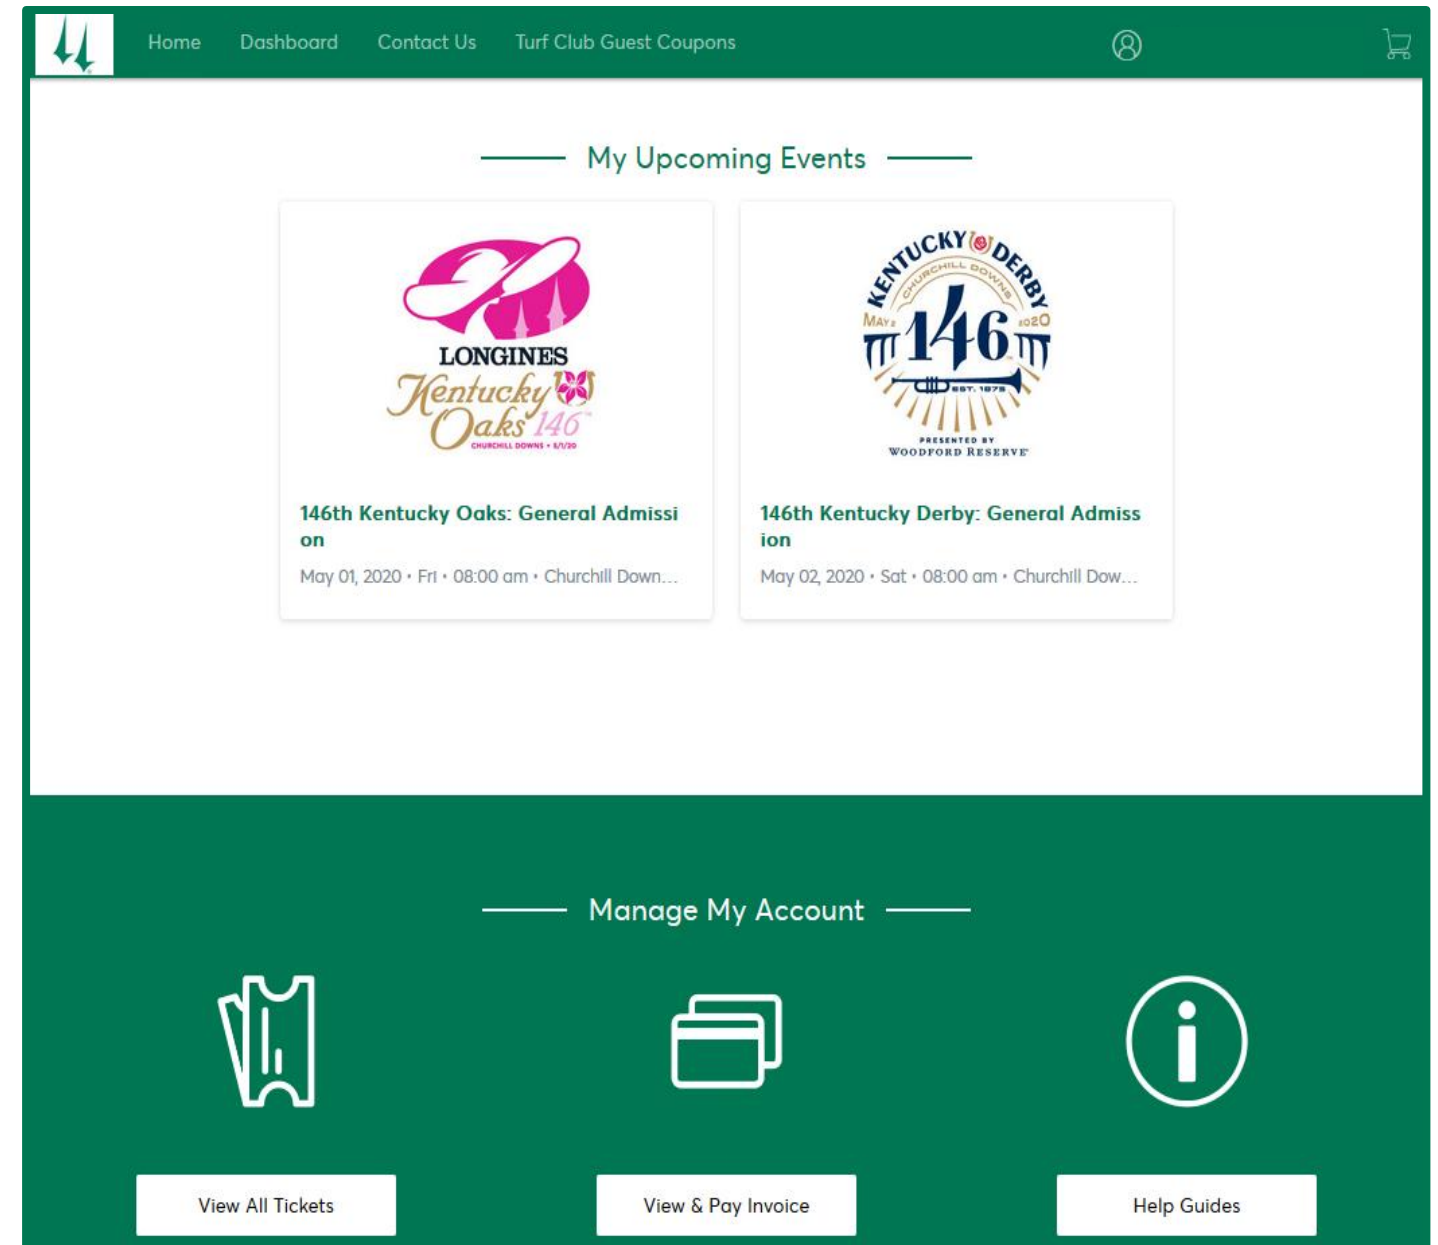 Home Dashboard Contact Us Turf Club Guest Coupons
My Upcoming Events
LONGINES
Kentucky
Oaks 146™
CHURCHILL DOWNS • 5/1/20
KENTUCKY DERBY
CHURCHILL DOWNS
MAY 2 2020
146
EST. 1875
PRESENTED BY
WOODFORD RESERVE®
146th Kentucky Oaks: General Admissi
on
May 01, 2020 • Fri • 08:00 am • Churchill Down...
146th Kentucky Derby: General Admiss
ion
May 02, 2020 • Sat • 08:00 am • Churchill Dow...
Manage My Account
View All Tickets
View & Pay Invoice
Help Guides